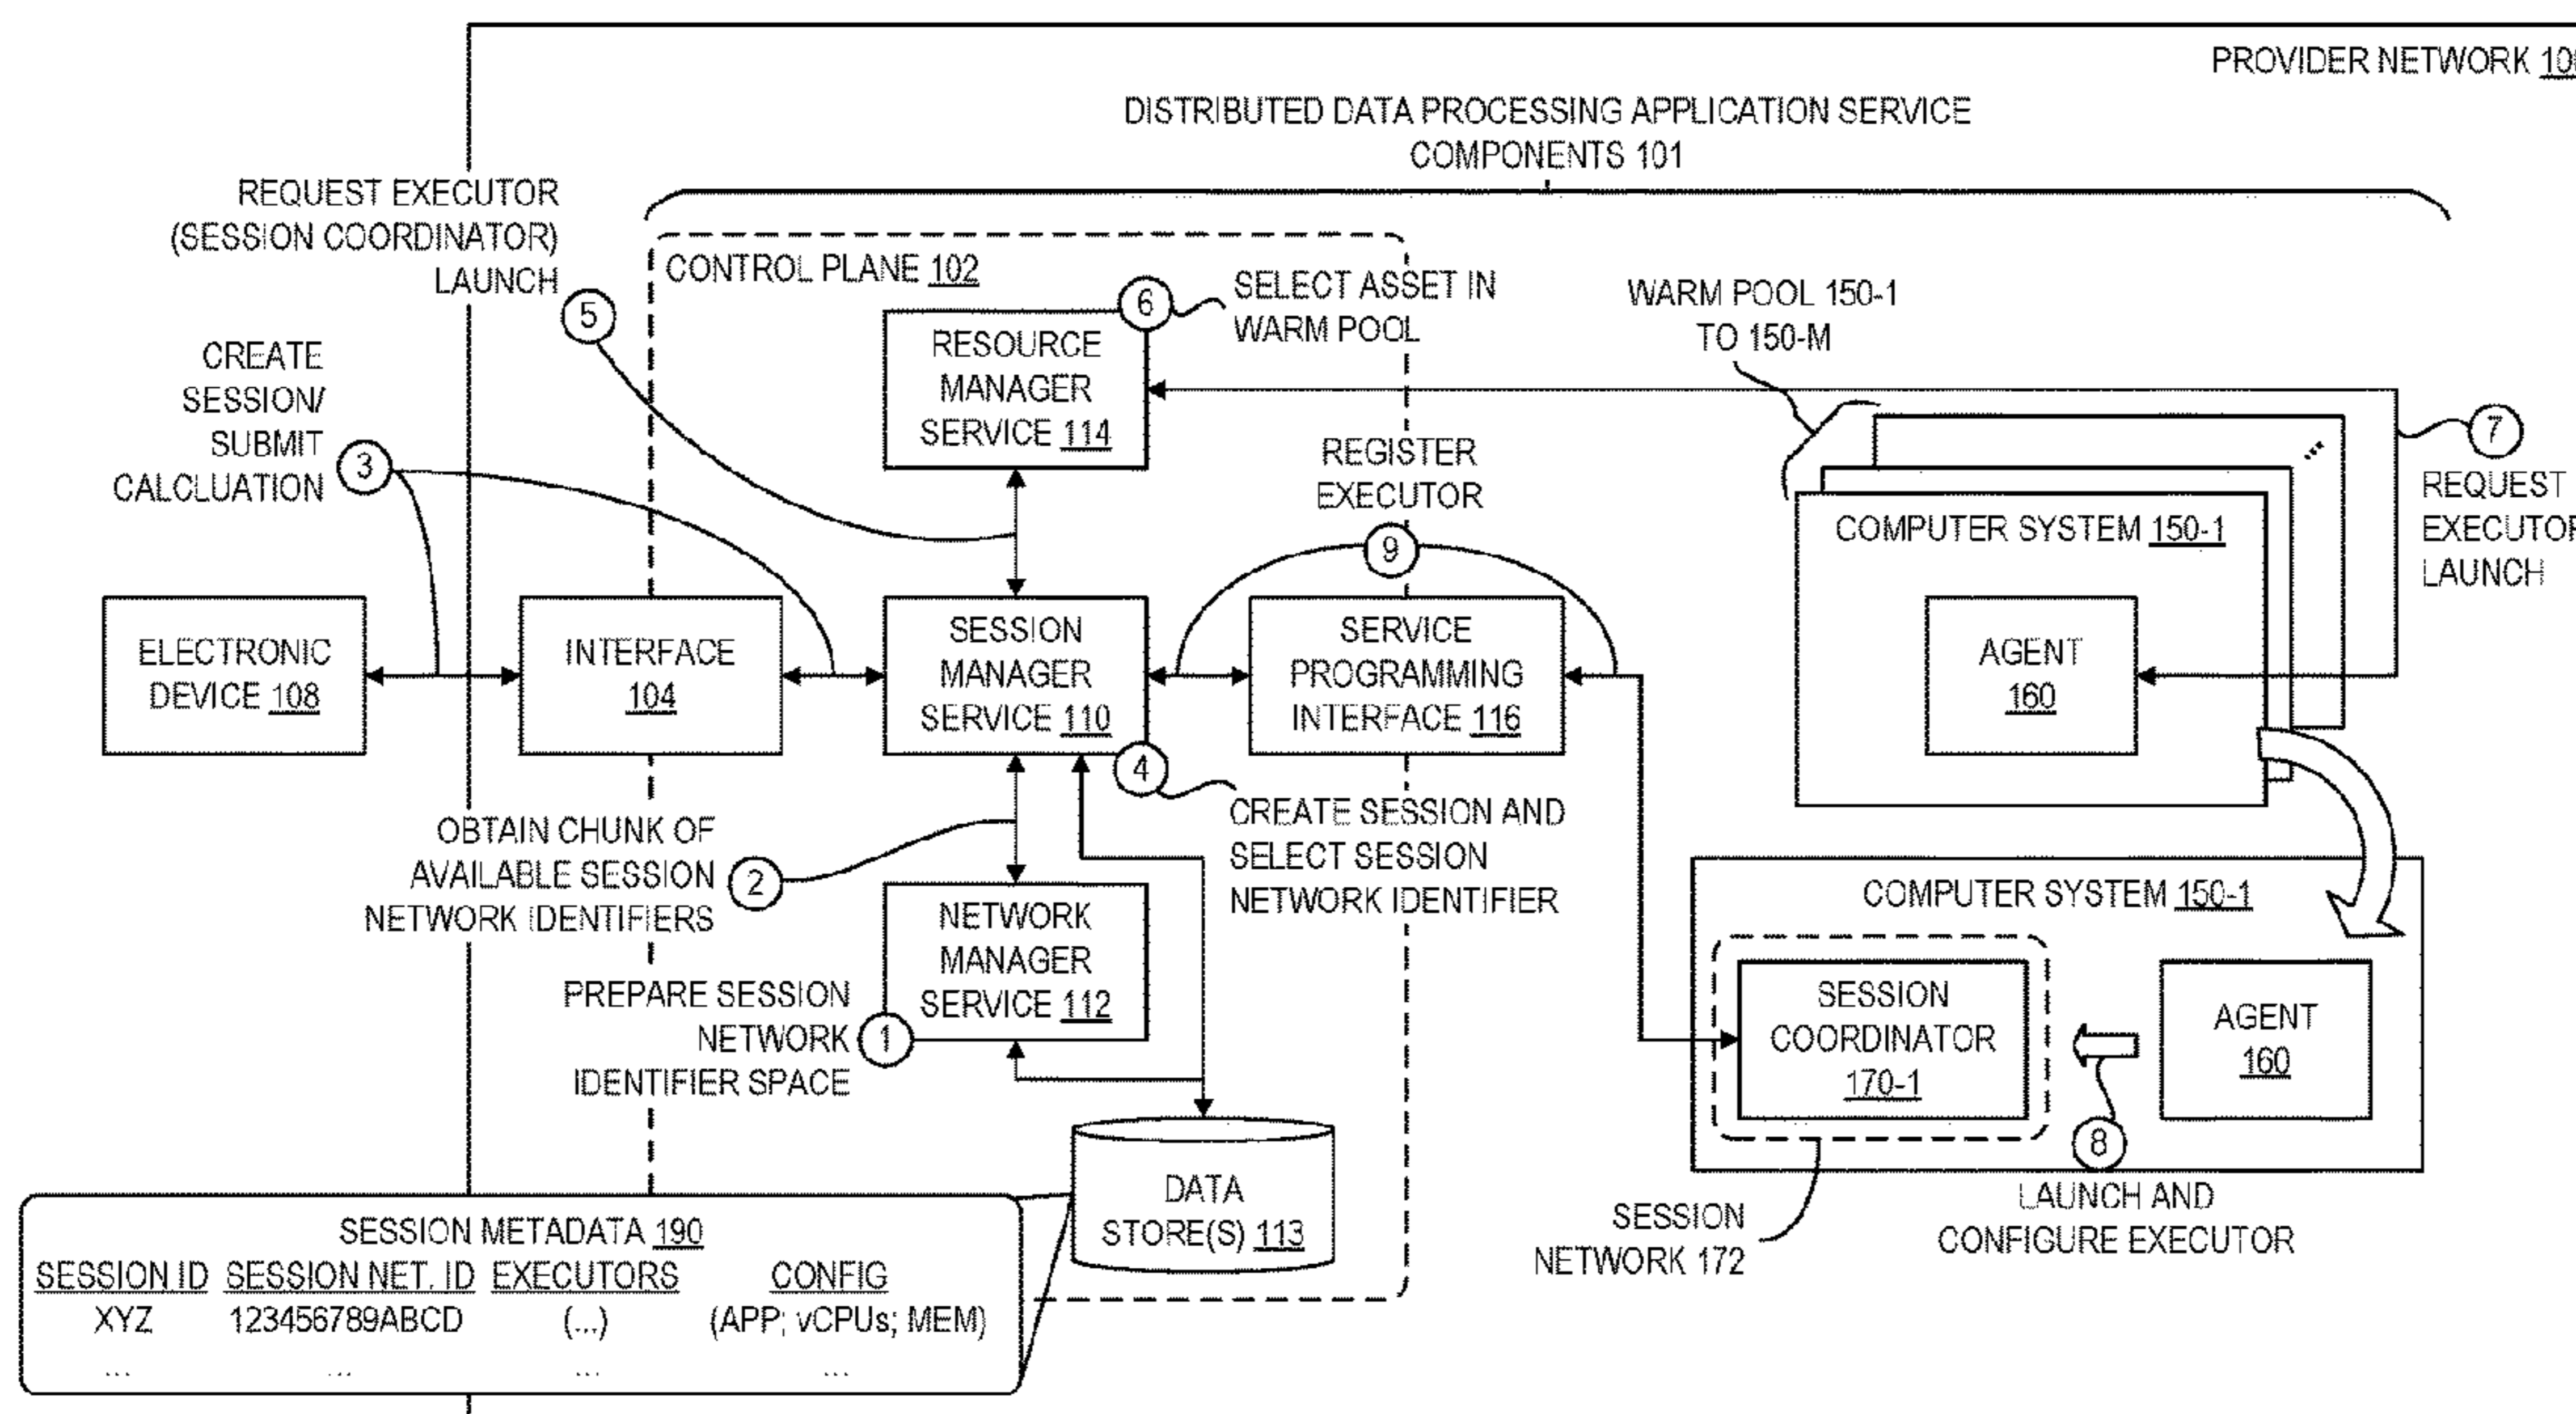 PROVIDER NETWORK
DISTRIBUTED DATA PROCESSING APPLICATION SERVICE
COMPONENTS 101
REQUEST EXECUTOR
(SESSION COORDINATOR)
LAUNCH
5
CONTROL PLANE 102
6
SELECT ASSET IN
WARM POOL
WARM POOL 150-1
TO 150-M
CREATE
SESSION/
SUBMIT
CALCLUATION
3
RESOURCE
MANAGER
SERVICE 114
REGISTER
EXECUTOR
9
...
7
REQUEST
EXECUTOR
LAUNCH
COMPUTER SYSTEM 150-1
AGENT
160
ELECTRONIC
DEVICE 108
INTERFACE
104
SESSION
MANAGER
SERVICE 110
SERVICE
PROGRAMMING
INTERFACE 116
4
CREATE SESSION AND
SELECT SESSION
NETWORK IDENTIFIER
OBTAIN CHUNK OF
AVAILABLE SESSION
NETWORK IDENTIFIERS
2
NETWORK
MANAGER
SERVICE 112
PREPARE SESSION
NETWORK
IDENTIFIER SPACE
1
COMPUTER SYSTEM 150-1
SESSION
COORDINATOR
170-1
AGENT
160
8
LAUNCH AND
CONFIGURE EXECUTOR
SESSION
NETWORK 172
DATA
STORE(S) 113
SESSION METADATA 190
SESSION ID SESSION NET. ID EXECUTORS CONFIG
XYZ 123456789ABCD (...) (APP; vCPUs; MEM)
... ... ... ...